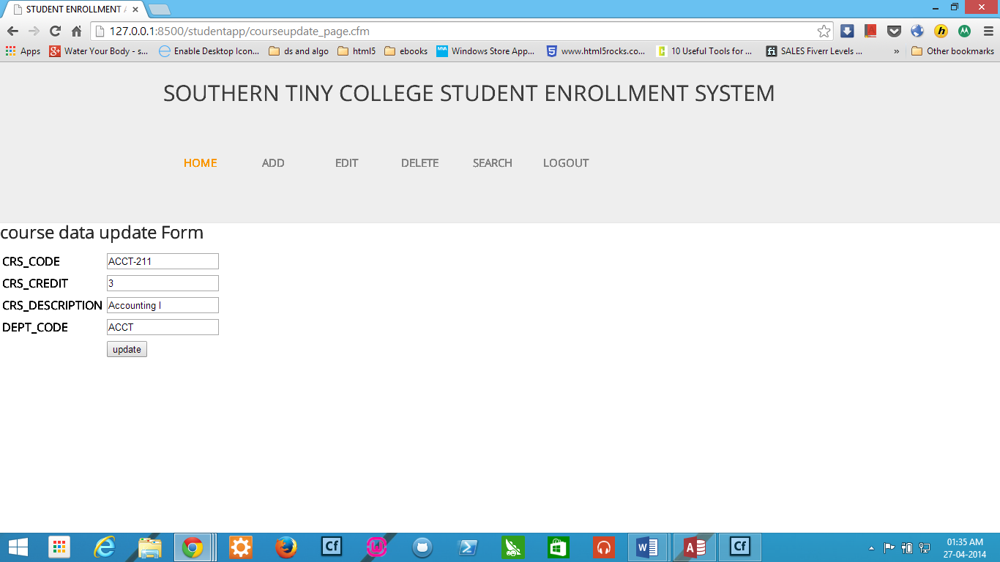 STUDENT ENROLLMENT A
127.0.0.1:8500/studentapp/courseupdate_page.cfm
Apps Water Your Body - s... Enable Desktop Icon... ds and algo html5 ebooks MVA Windows Store App... www.html5rocks.co... 10 Useful Tools for ... fi SALES Fiverr Levels ... » Other bookmarks
SOUTHERN TINY COLLEGE STUDENT ENROLLMENT SYSTEM
HOME ADD EDIT DELETE SEARCH LOGOUT
course data update Form
CRS_CODE ACCT-211
CRS_CREDIT 3
CRS_DESCRIPTION Accounting I
DEPT_CODE ACCT
update
Cf Cf
01:35 AM
27-04-2014